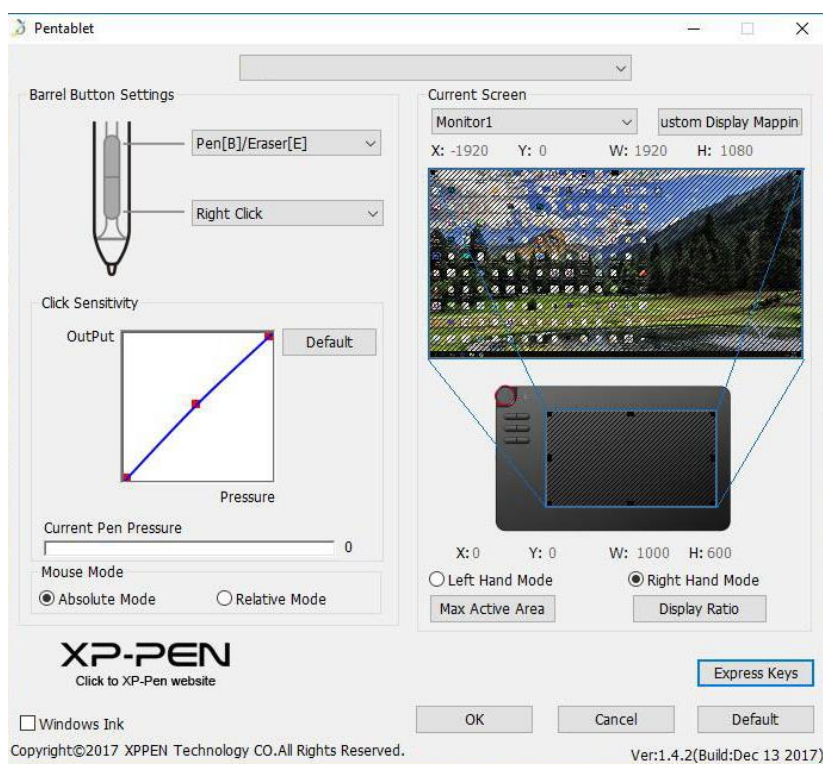 Pentablet
Barrel Button Settings
Pen[B]/Eraser[E]
Right Click
Click Sensitivity
OutPut
Default
Pressure
Current Pen Pressure
0
Mouse Mode
Absolute Mode Relative Mode
Current Screen
Monitor1 ustom Display Mappin
X: -1920 Y: 0 W: 1920 H: 1080
X: 0 Y: 0 W: 1000 H: 600
Left Hand Mode Right Hand Mode
Max Active Area Display Ratio
XP-PEN
Click to XP-Pen website
Express Keys
Windows Ink
OK Cancel Default
Copyright©2017 XPPEN Technology CO.All Rights Reserved.
Ver:1.4.2(Build:Dec 13 2017)